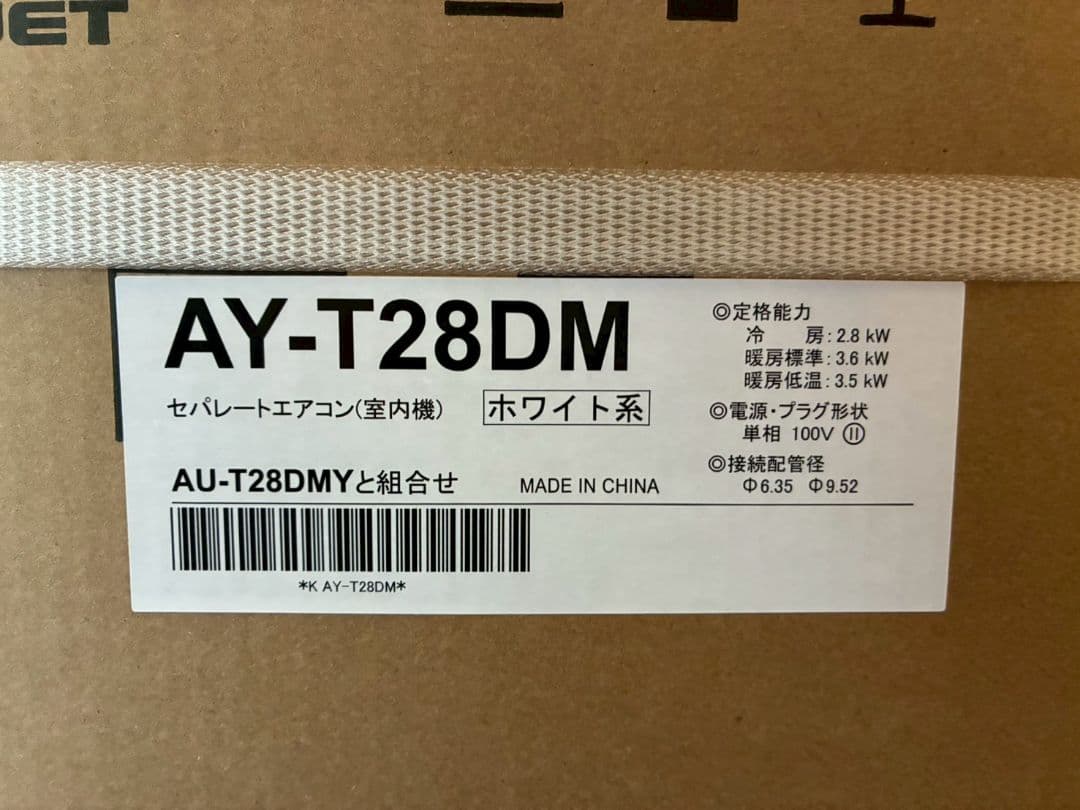 JET
AY-T28DM
セパレートエアコン(室内機)
ホワイト系
AU-T28DMYと組合せ
MADE IN CHINA
*K AY-T28DM*
◎定格能力
冷 房:2.8 kW
暖房標準:3.6 kW
暖房低温:3.5 kW
◎電源・プラグ形状
単相 100V
◎接続配管径
Φ6.35 Φ9.52